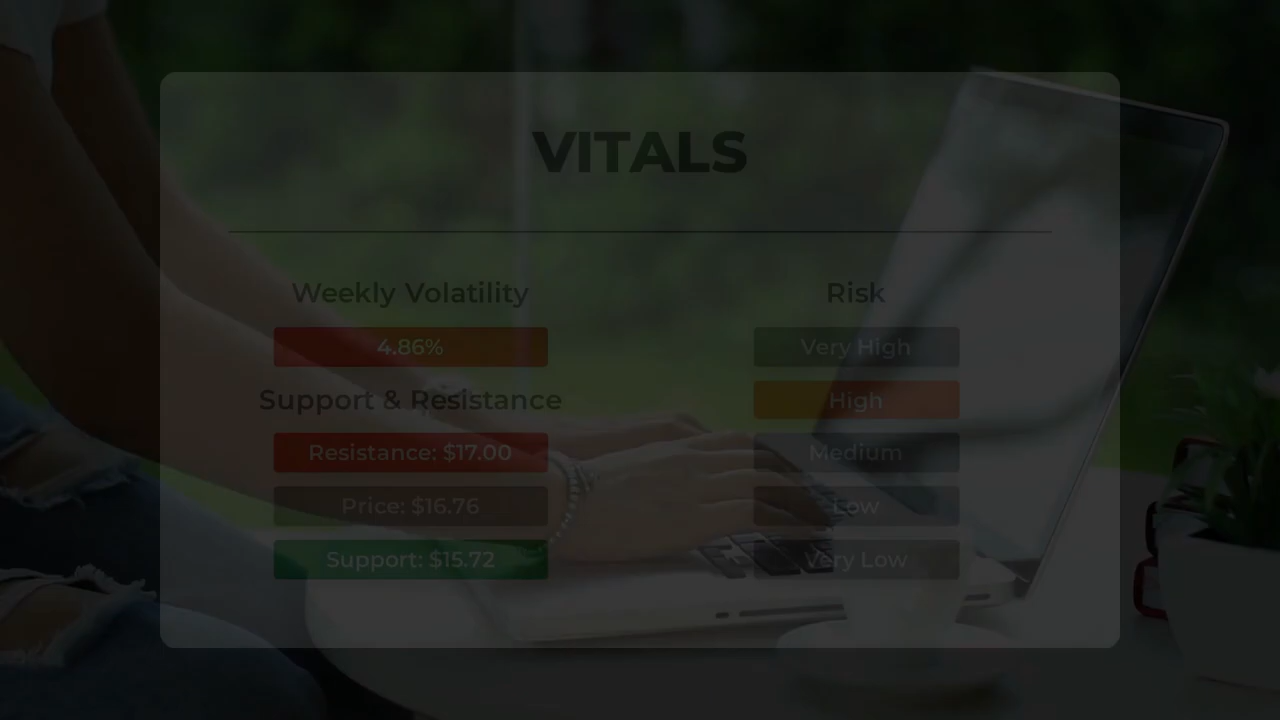 VITALS
Weekly Volatility
4.86%
Support & Resistance
Resistance: $17.00
Price: $16.76
Support: $15.72
Risk
Very High
High
Medium
Low
Very Low